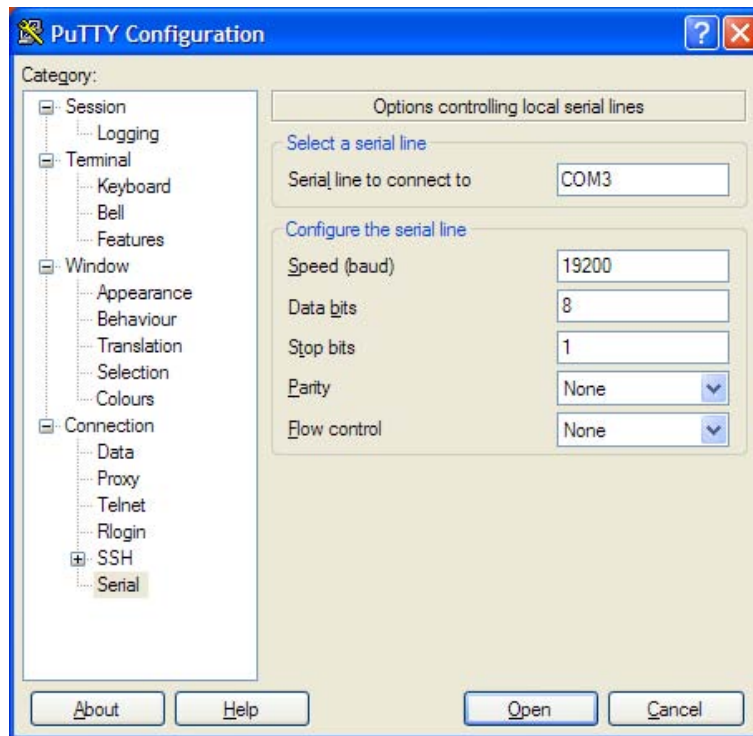 PuTTY Configuration
Category:
Session
Logging
Terminal
Keyboard
Bell
Features
Window
Appearance
Behaviour
Translation
Selection
Colours
Connection
Data
Proxy
Telnet
Rlogin
SSH
Serial
Options controlling local serial lines
Select a serial line
Serial line to connect to COM3
Configure the serial line
Speed (baud) 19200
Data bits 8
Stop bits 1
Parity None
Flow control None
About Help Open Cancel